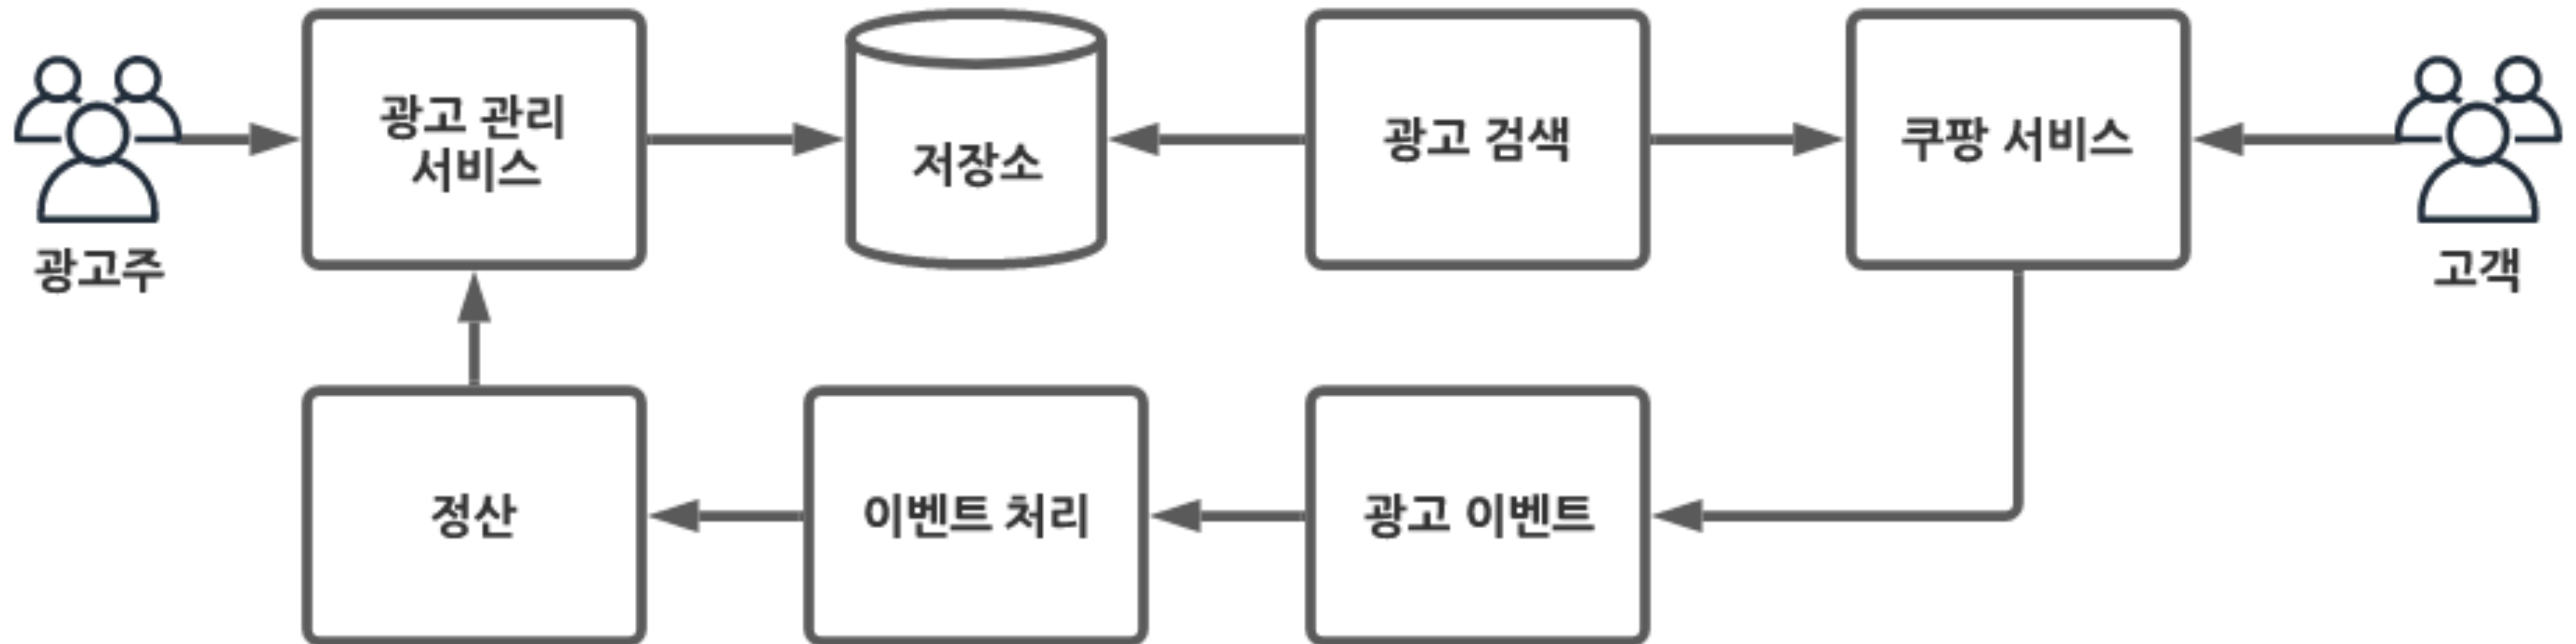 광고 관리
서비스
저장소
광고 검색
쿠팡 서비스
광고주
고객
정산
이벤트 처리
광고 이벤트